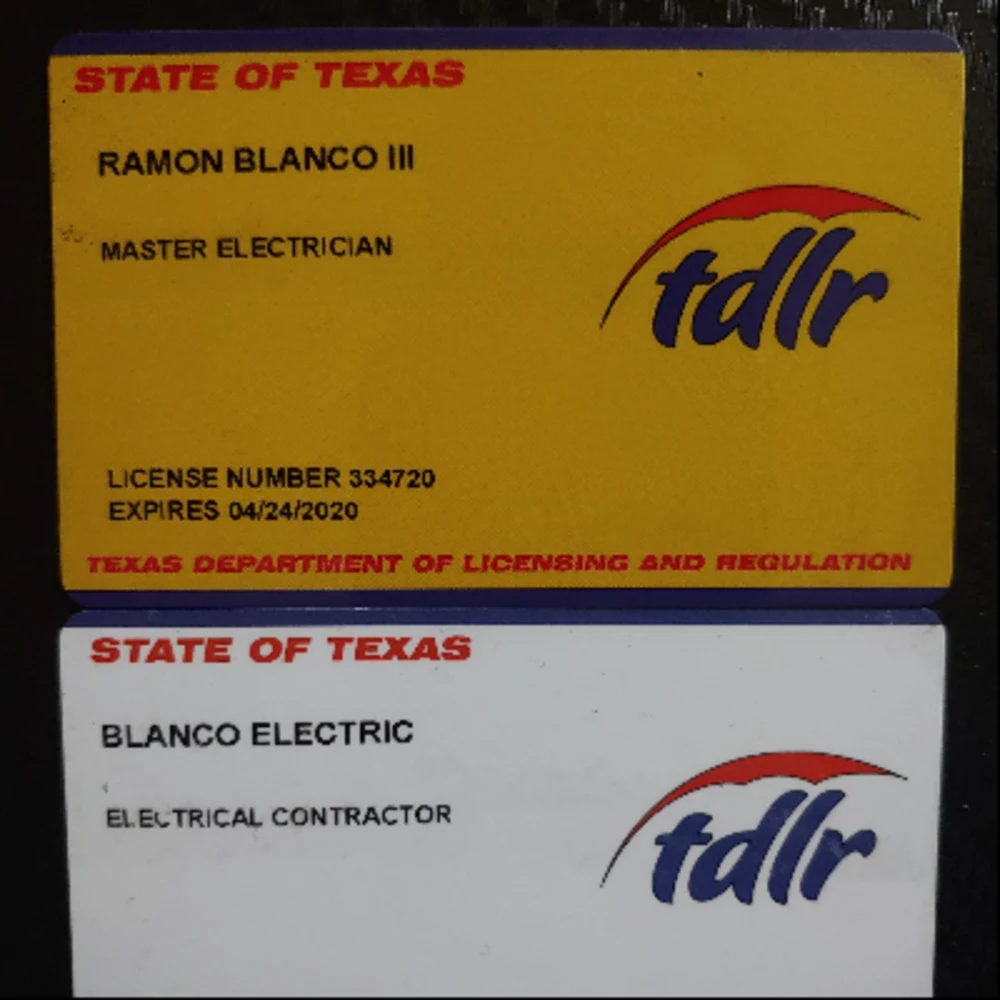 STATE OF TEXAS
RAMON BLANCO III
MASTER ELECTRICIAN
tdlr
LICENSE NUMBER 334720
EXPIRES 04/24/2020
TEXAS DEPARTMENT OF LICENSING AND REGULATION
STATE OF TEXAS
BLANCO ELECTRIC
ELECTRICAL CONTRACTOR
tdlr